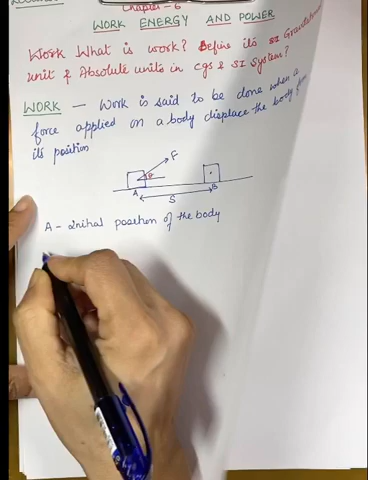 Chapter - 6
WORK ENERGY AND POWER
Work What is work? Define its SI Gravitational
unit & Absolute units in cgs & SI System?
WORK — Work is said to be done when a
force applied on a body displace the body from
its position
F
A
B
S
A - Initial position of the body